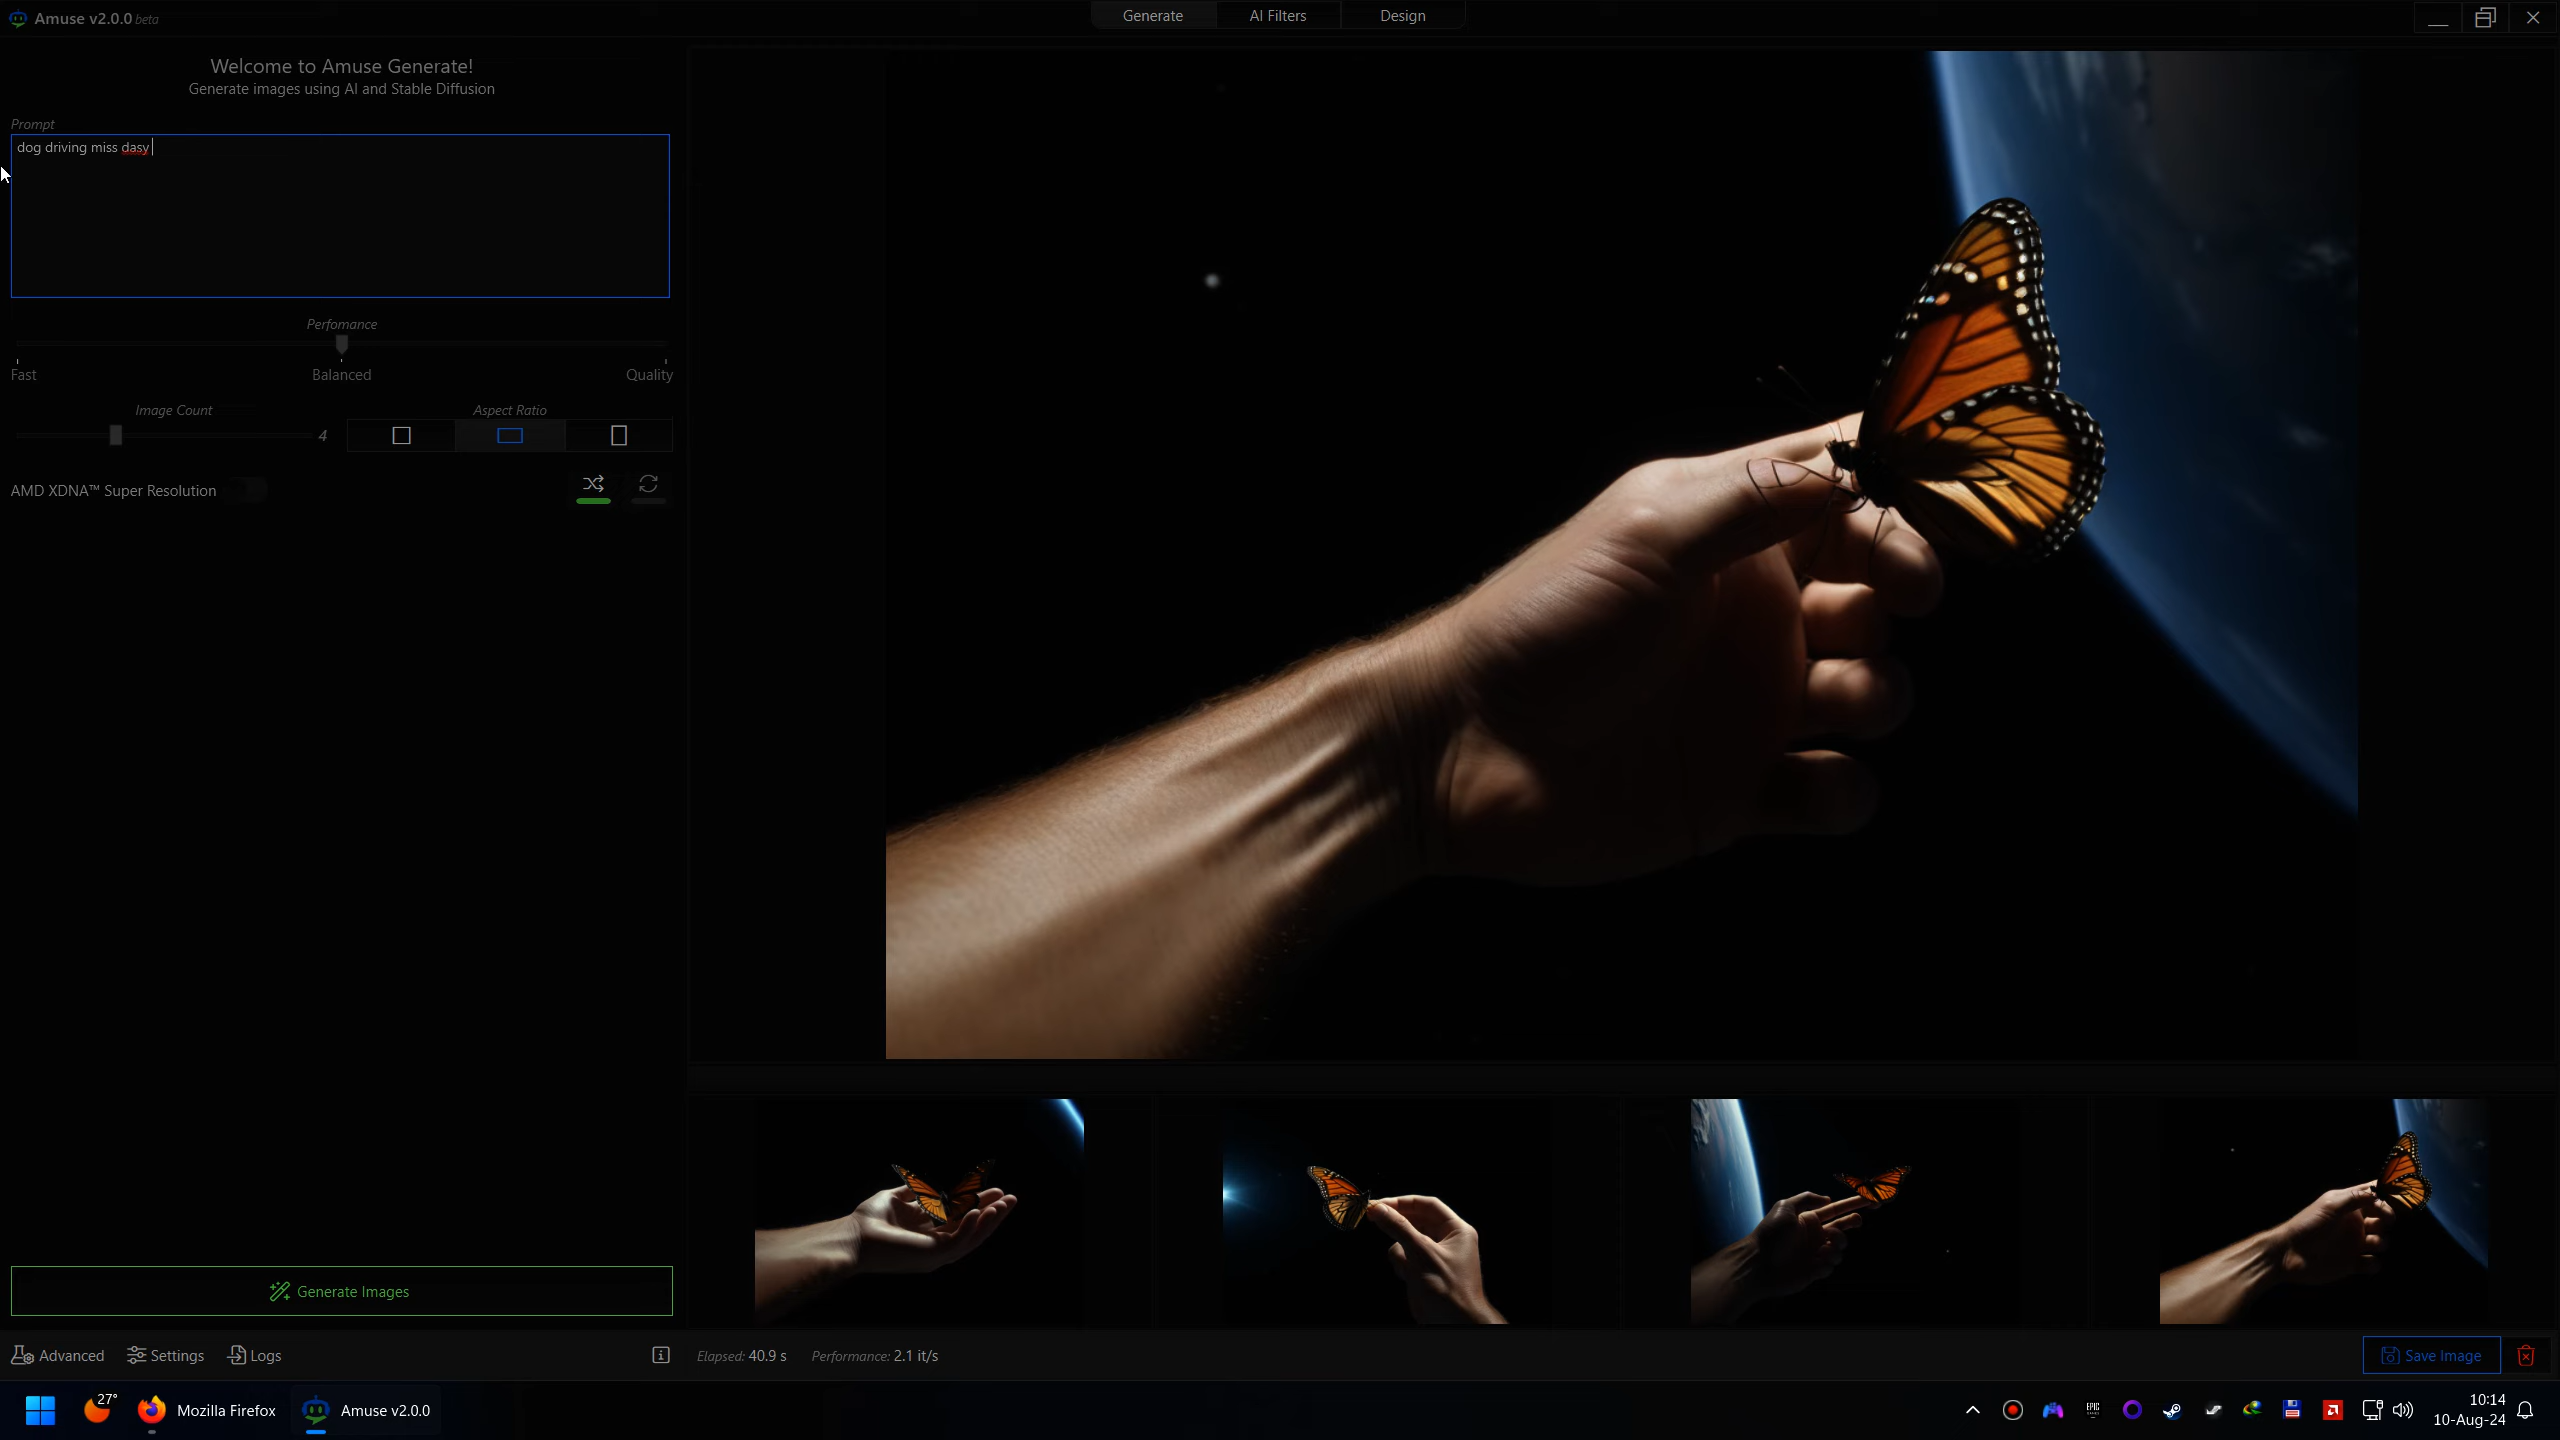 Amuse v2.0.0 beta
Generate
AI Filters
Design
Welcome to Amuse Generate!
Generate images using AI and Stable Diffusion
Prompt
dog driving miss dasy
Perfomance
Fast
Balanced
Quality
Image Count
Aspect Ratio
4
AMD XDNA™ Super Resolution
Generate Images
Advanced
Settings
Logs
Elapsed: 40.9 s
Performance: 2.1 it/s
Save Image
27°
Mozilla Firefox
Amuse v2.0.0
EPIC
10:14
10-Aug-24